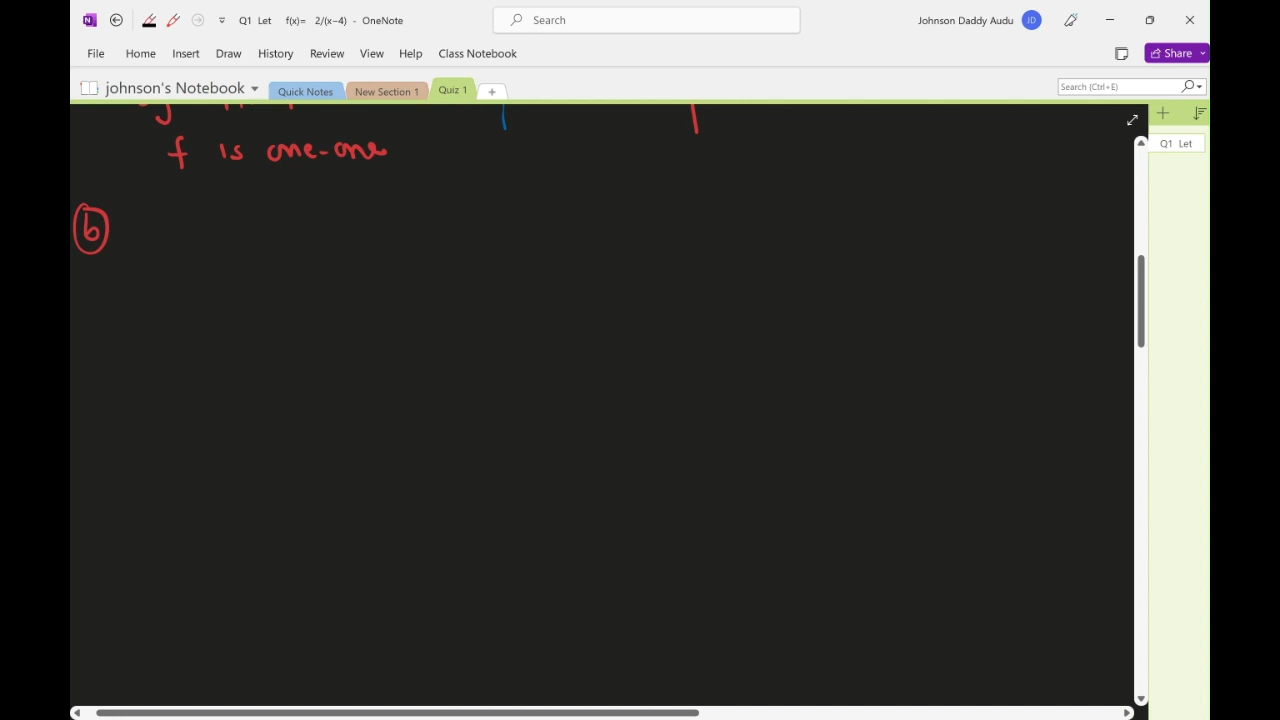 Q1 Let f(x)= 2/(x−4) - OneNote
Search
Johnson Daddy Audu JD
File Home Insert Draw History Review View Help Class Notebook
Share
johnson's Notebook Quick Notes New Section 1 Quiz 1 +
Search (Ctrl+E)
Q1 Let
f is one-one
b